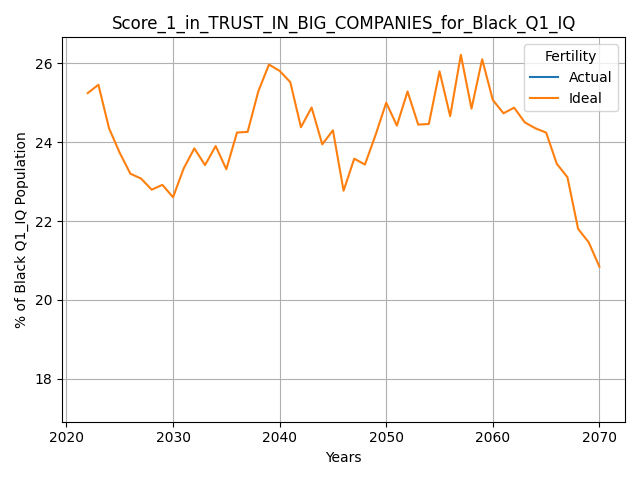 Score_1_in_TRUST_IN_BIG_COMPANIES_for_Black_Q1_IQ
Fertility
Actual
Ideal
% of Black Q1_IQ Population
26
24
22
20
18
2020 2030 2040 2050 2060 2070
Years